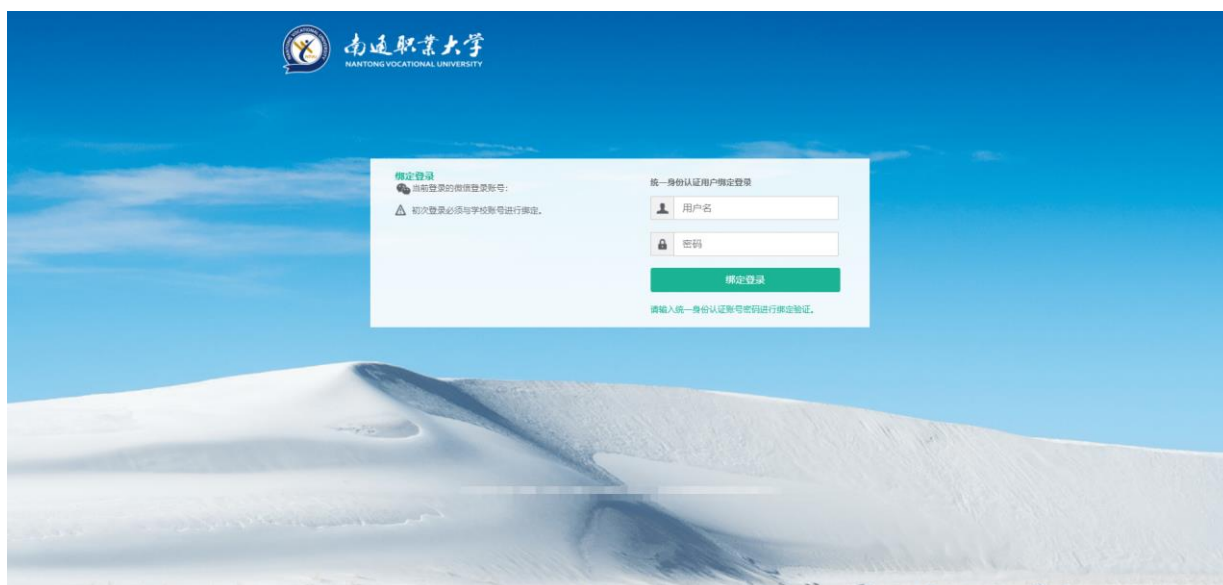 南通职业大学
NANTONG VOCATIONAL UNIVERSITY
绑定登录
当前登录的微信登录账号:
初次登录必须与学校账号进行绑定。
统一身份认证用户绑定登录
用户名
密码
绑定登录
请输入统一身份认证账号密码进行绑定验证。